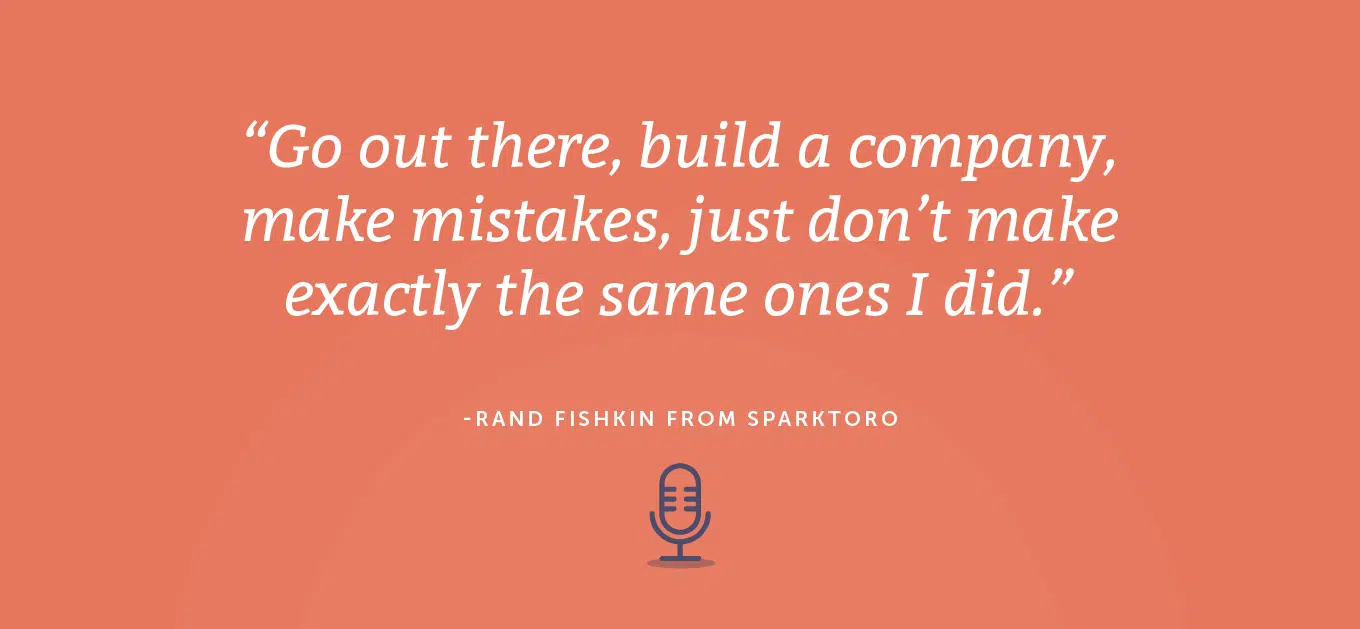 “Go out there, build a company,
make mistakes, just don’t make
exactly the same ones I did.”
-RAND FISHKIN FROM SPARKTORO